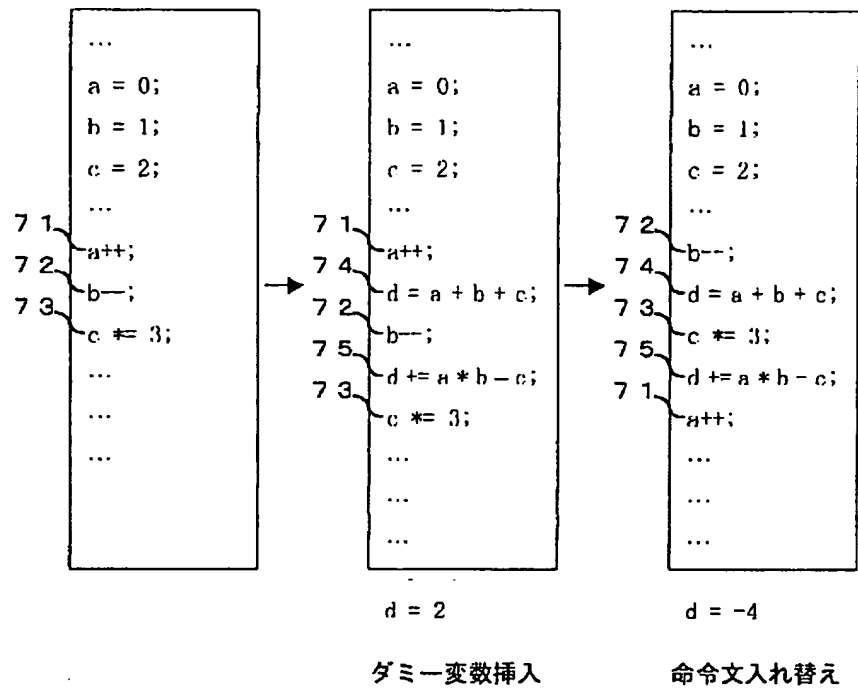 ...
a = 0;
b = 1;
c = 2;
...
71
a++;
72
b--;
73
c *= 3;
...
...
...
...
a = 0;
b = 1;
c = 2;
...
71
a++;
74
d = a + b + c;
72
b--;
75
d += a * b - c;
73
c *= 3;
...
...
...
d = 2
ダミー変数挿入
...
a = 0;
b = 1;
c = 2;
...
72
b--;
74
d = a + b + c;
73
c *= 3;
75
d += a * b - c;
71
a++;
...
...
...
d = -4
命令文入れ替え